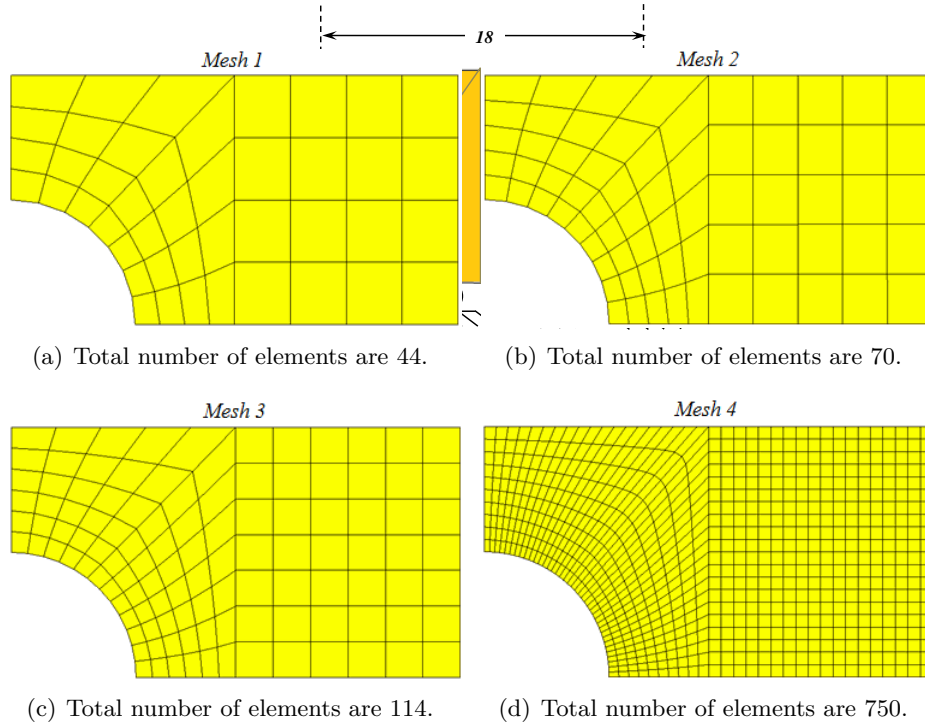 18
Mesh 1
Mesh 2
(a) Total number of elements are 44.
(b) Total number of elements are 70.
Mesh 3
Mesh 4
(c) Total number of elements are 114.
(d) Total number of elements are 750.